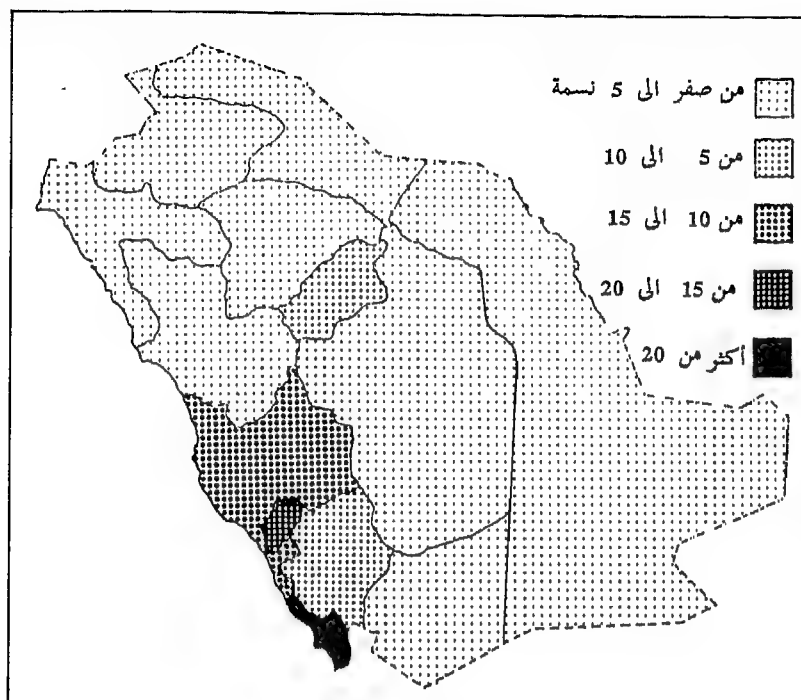 من صفر الى 5 نسمة
من 5 الى 10
من 10 الى 15
من 15 الى 20
أكثر من 20